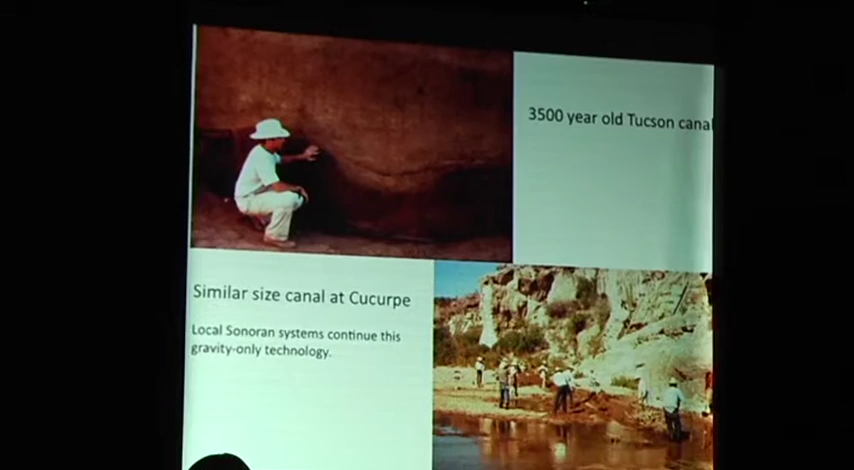 3500 year old Tucson canal
Similar size canal at Cucurpe
Local Sonoran systems continue this
gravity-only technology.